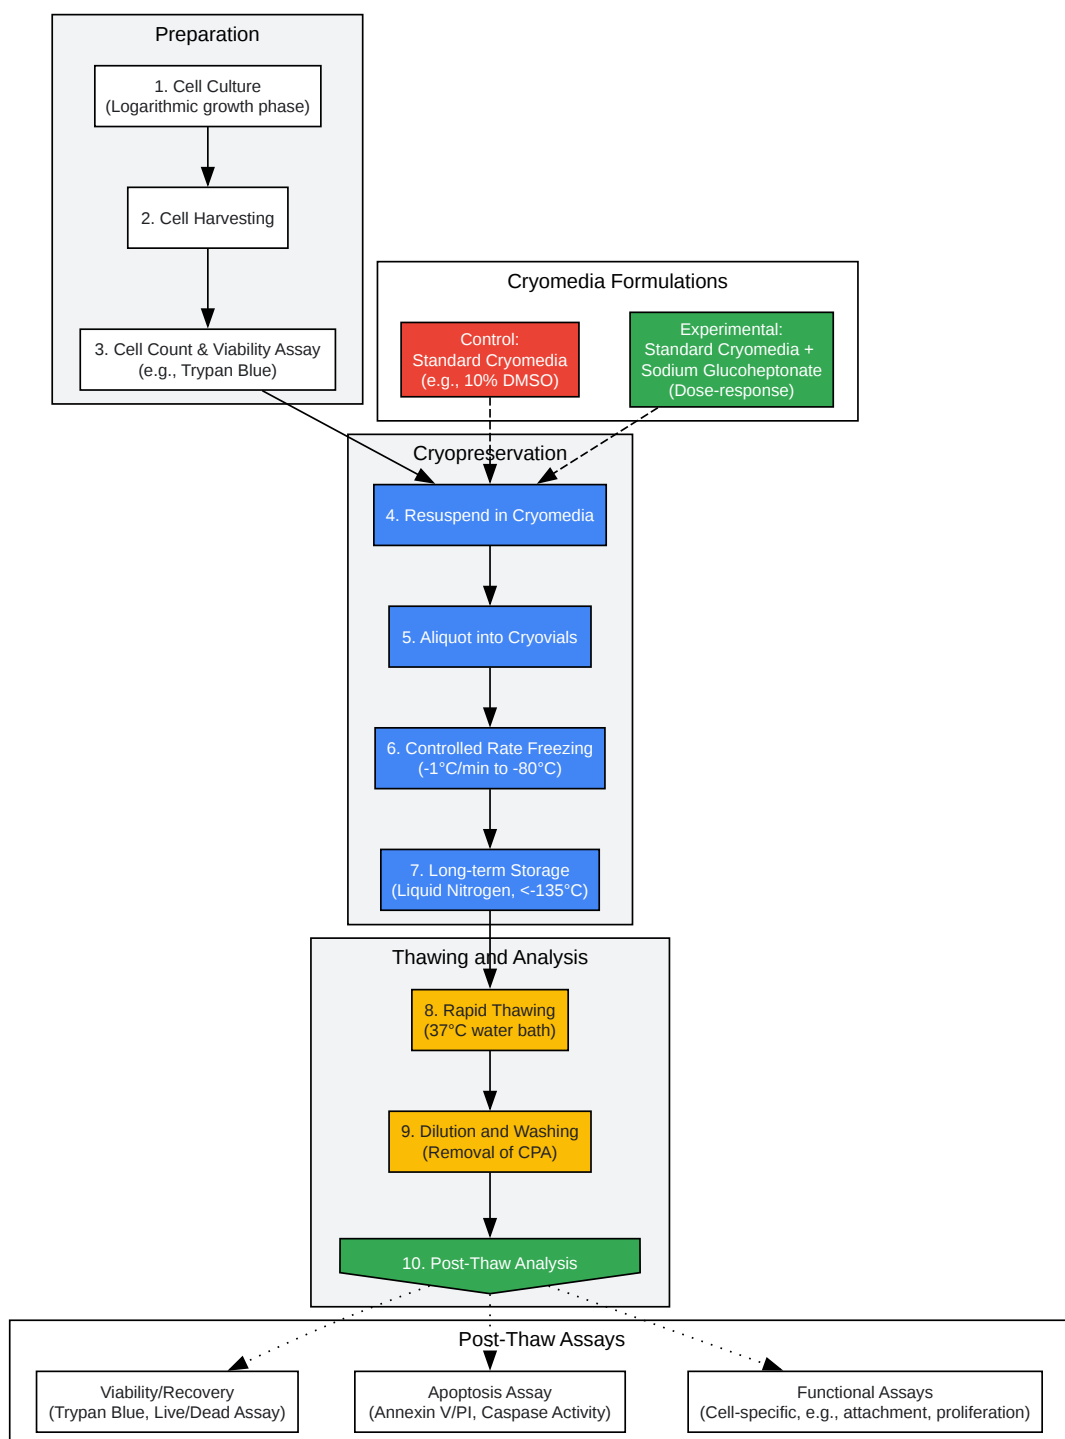 Preparation
1. Cell Culture
(Logarithmic growth phase)
2. Cell Harvesting
3. Cell Count & Viability Assay
(e.g., Trypan Blue)
Cryomedia Formulations
Control:
Standard Cryomedia
(e.g., 10% DMSO)
Experimental:
Standard Cryomedia +
Sodium Glucoheptonate
(Dose-response)
Cryopreservation
4. Resuspend in Cryomedia
5. Aliquot into Cryovials
6. Controlled Rate Freezing
(-1°C/min to -80°C)
7. Long-term Storage
(Liquid Nitrogen, <-135°C)
Thawing and Analysis
8. Rapid Thawing
(37°C water bath)
9. Dilution and Washing
(Removal of CPA)
10. Post-Thaw Analysis
Post-Thaw Assays
Viability/Recovery
(Trypan Blue, Live/Dead Assay)
Apoptosis Assay
(Annexin V/PI, Caspase Activity)
Functional Assays
(Cell-specific, e.g., attachment, proliferation)